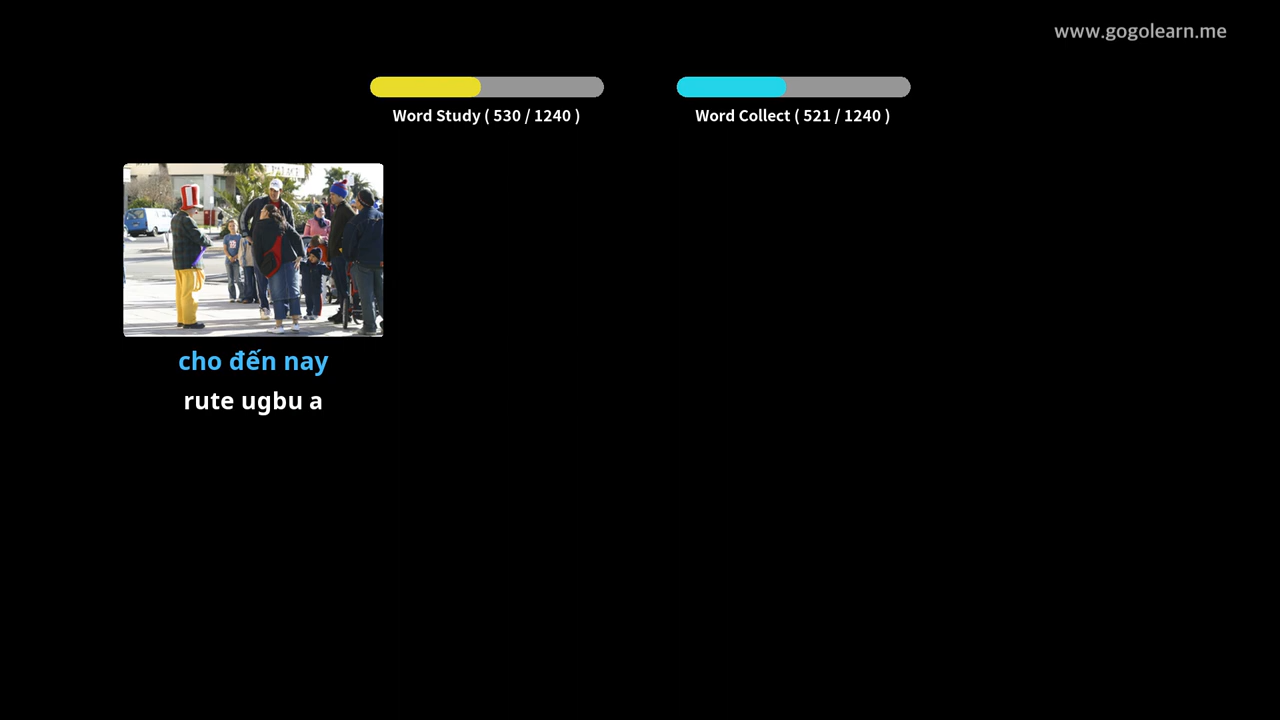 www.gogolearn.me
Word Study ( 530 / 1240 )
Word Collect ( 521 / 1240 )
cho đến nay
rute ugbu a